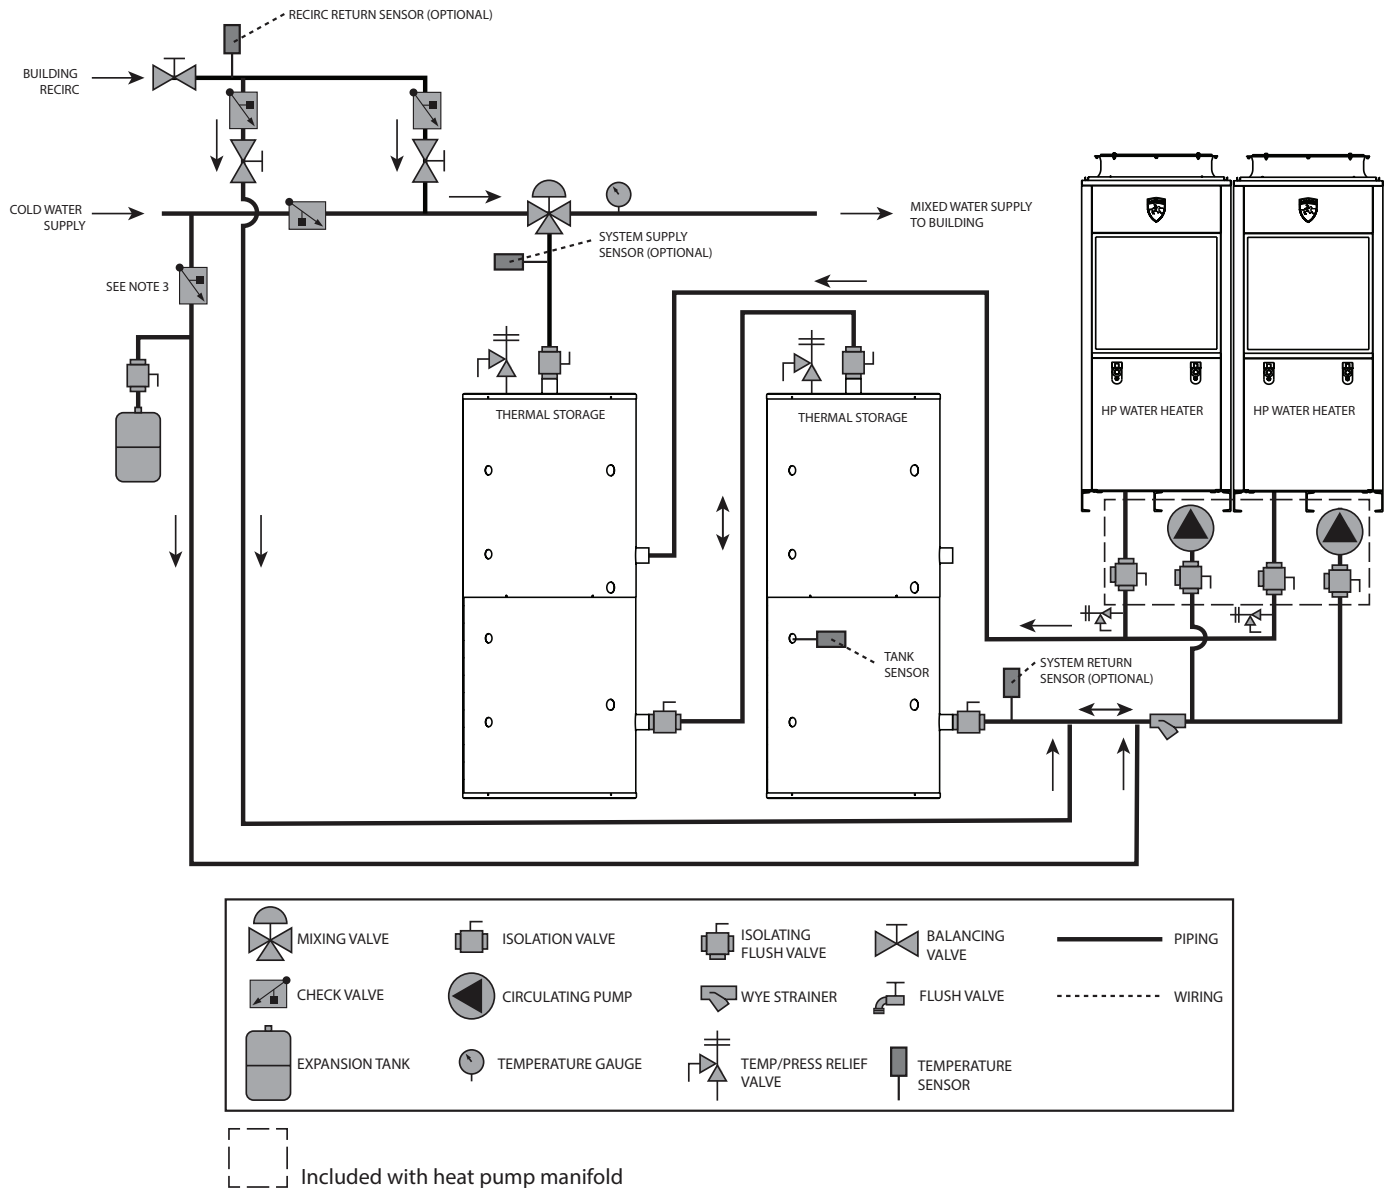 RECIRC RETURN SENSOR (OPTIONAL)
BUILDING
RECIRC
COLD WATER
SUPPLY
MIXED WATER SUPPLY
TO BUILDING
SYSTEM SUPPLY
SENSOR (OPTIONAL)
SEE NOTE 3
THERMAL STORAGE
THERMAL STORAGE
HP WATER HEATER
HP WATER HEATER
TANK
SENSOR
SYSTEM RETURN
SENSOR (OPTIONAL)
MIXING VALVE
ISOLATION VALVE
ISOLATING
FLUSH VALVE
BALANCING
VALVE
PIPING
CHECK VALVE
CIRCULATING PUMP
WYE STRAINER
FLUSH VALVE
WIRING
EXPANSION TANK
TEMPERATURE GAUGE
TEMP/PRESS RELIEF
VALVE
TEMPERATURE
SENSOR
Included with heat pump manifold